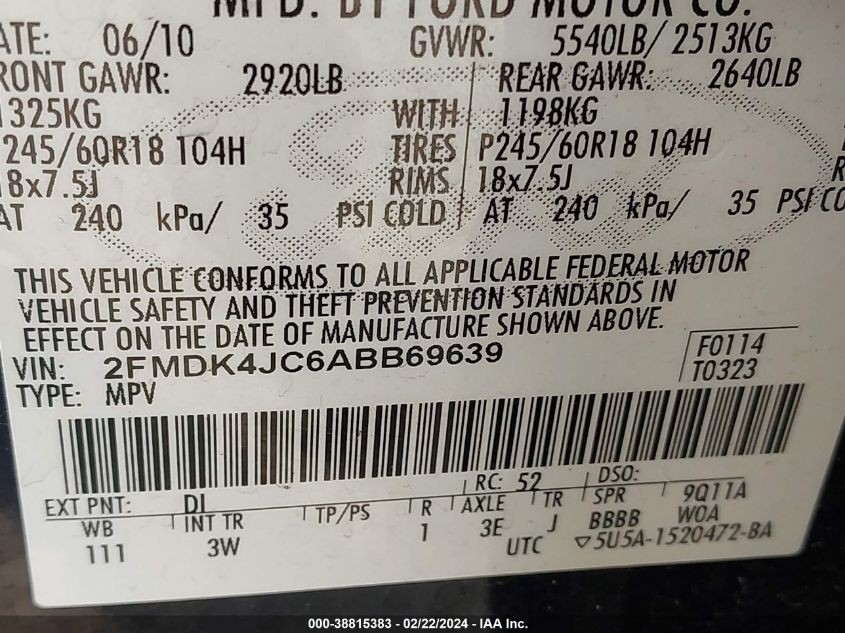 MFD. BY FORD MOTOR CO.
ATE: 06/10 GVWR: 5540LB/ 2513KG
RONT GAWR: 2920LB REAR GAWR: 2640LB
1325KG WITH 1198KG
245/60R18 104H TIRES P245/60R18 104H
18x7.5J RIMS 18x7.5J
AT 240 kPa/ 35 PSI COLD AT 240 kPa/ 35 PSI CO
THIS VEHICLE CONFORMS TO ALL APPLICABLE FEDERAL MOTOR
VEHICLE SAFETY AND THEFT PREVENTION STANDARDS IN
EFFECT ON THE DATE OF MANUFACTURE SHOWN ABOVE.
VIN: 2FMDK4JC6ABB69639 F0114
TYPE: MPV T0323
EXT PNT: DI RC: 52 DSO:
WB INT TR TP/PS R AXLE TR SPR 9Q11A
111 3W 1 3E J BBBB WOA
UTC ▽5U5A-1520472-BA
000-38815383 - 02/22/2024 - IAA Inc.